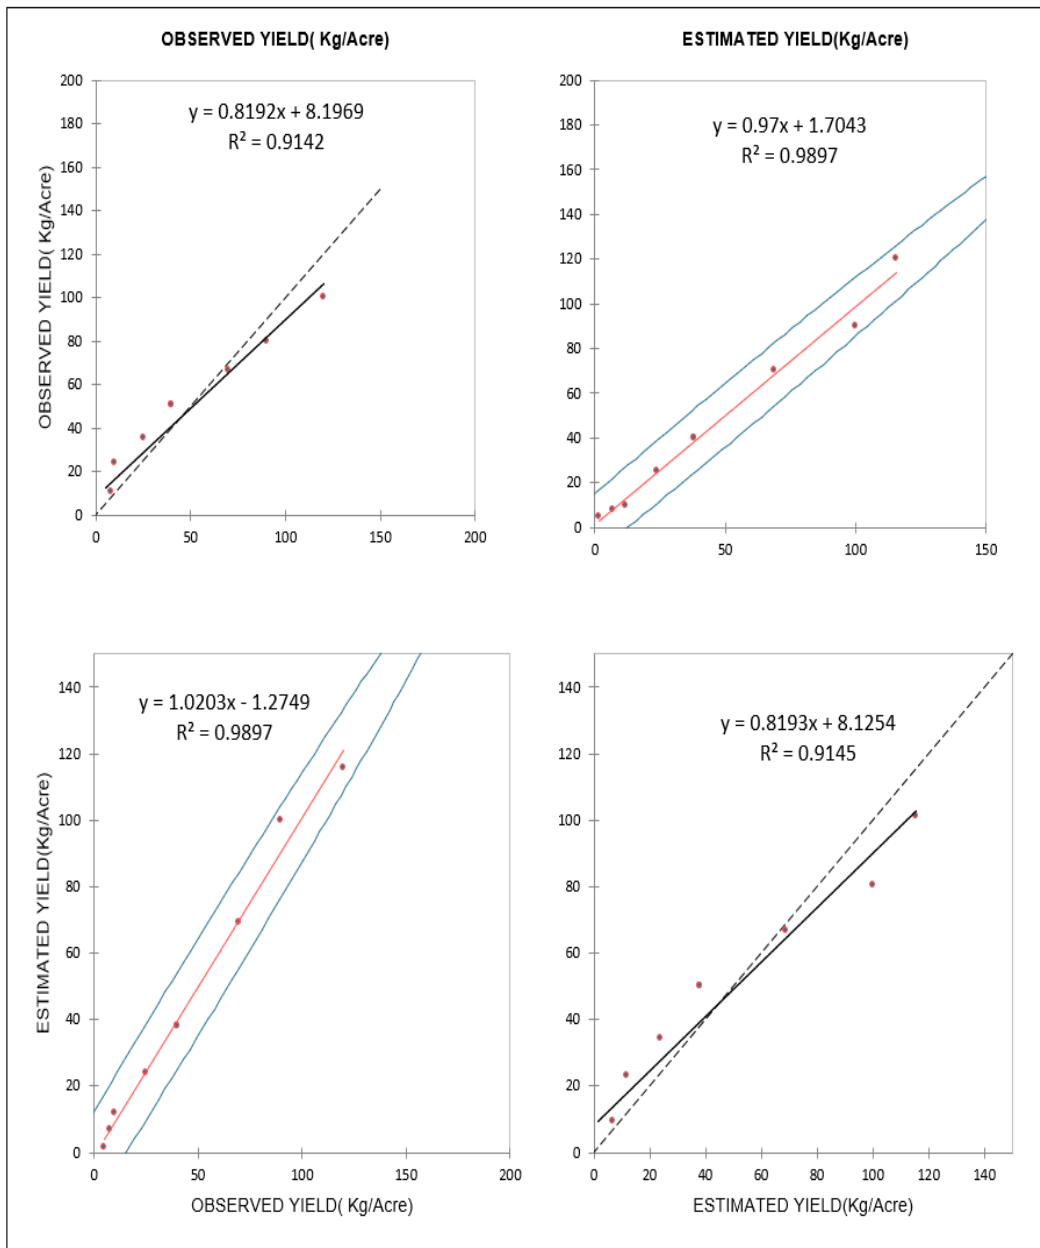 OBSERVED YIELD( Kg/Acre)
ESTIMATED YIELD(Kg/Acre)
OBSERVED YIELD( Kg/Acre)
200
180
160
140
120
100
80
60
40
20
0
y = 0.8192x + 8.1969
R² = 0.9142
0 50 100 150 200
200
180
160
140
120
100
80
60
40
20
0
y = 0.97x + 1.7043
R² = 0.9897
0 50 100 150
ESTIMATED YIELD(Kg/Acre)
140
120
100
80
60
40
20
0
y = 1.0203x - 1.2749
R² = 0.9897
0 50 100 150 200
OBSERVED YIELD( Kg/Acre)
140
120
100
80
60
40
20
0
y = 0.8193x + 8.1254
R² = 0.9145
0 20 40 60 80 100 120 140
ESTIMATED YIELD(Kg/Acre)